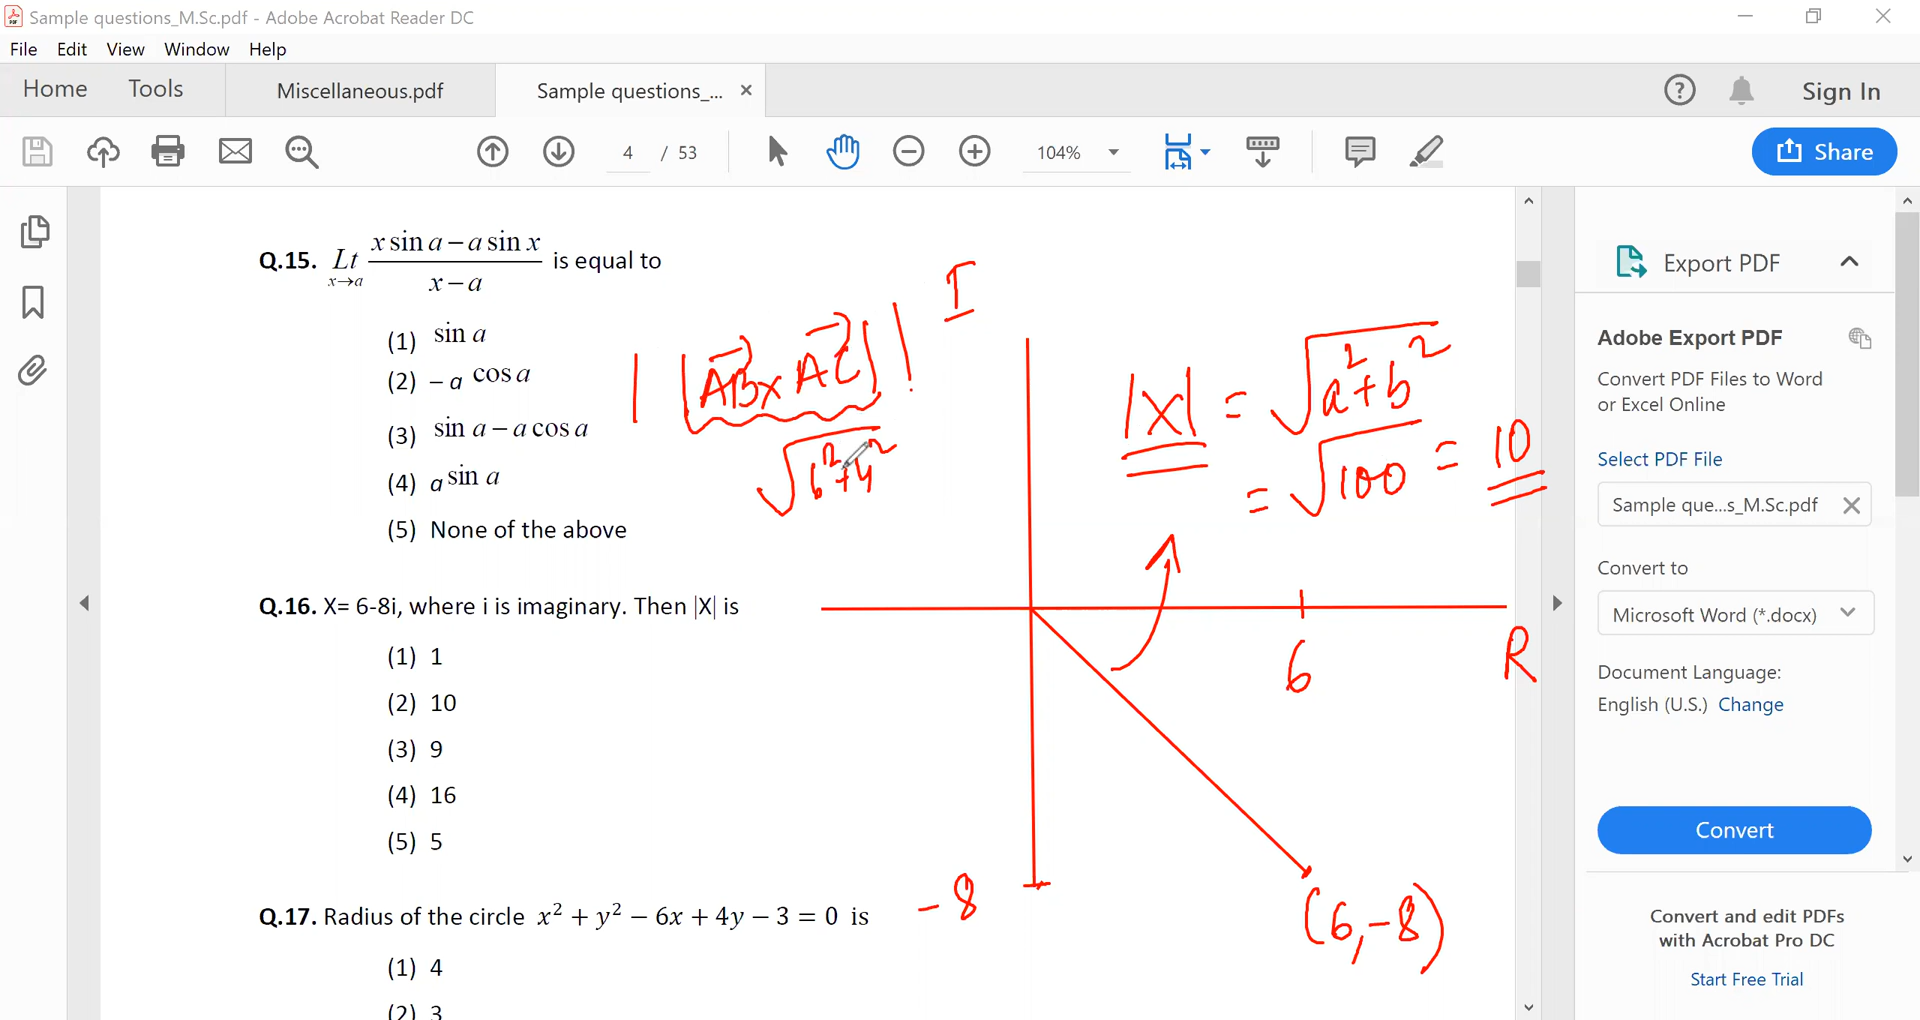 Sample questions_M.Sc.pdf - Adobe Acrobat Reader DC
File Edit View Window Help
Home Tools Miscellaneous.pdf Sample questions_... × Sign In
4 / 53 104% Share
Q.15. Lt x→a (x sin a − a sin x)/(x − a) is equal to
(1) sin a
(2) − a cos a
(3) sin a − a cos a
(4) a sin a
(5) None of the above
Q.16. X= 6-8i, where i is imaginary. Then |X| is
(1) 1
(2) 10
(3) 9
(4) 16
(5) 5
Q.17. Radius of the circle x² + y² − 6x + 4y − 3 = 0 is
(1) 4
(2) 3
I
| |AB × AC| |
|X| = √(a² + b²)
= √100 = 10
6
R
-8
(6, -8)
Export PDF
Adobe Export PDF
Convert PDF Files to Word
or Excel Online
Select PDF File
Sample que...s_M.Sc.pdf
Convert to
Microsoft Word (*.docx)
Document Language:
English (U.S.) Change
Convert
Convert and edit PDFs
with Acrobat Pro DC
Start Free Trial